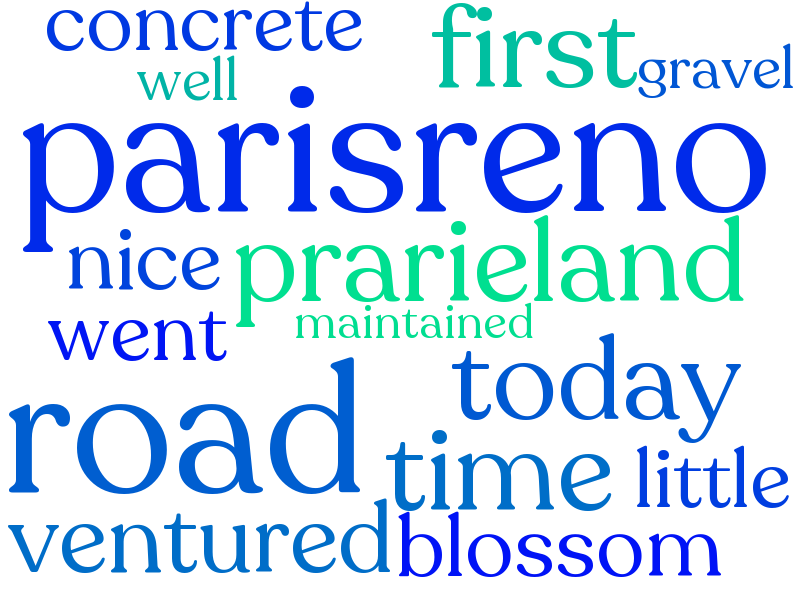 concrete
first
well
gravel
parisreno
nice
prarieland
went
maintained
today
road
time
little
ventured
blossom